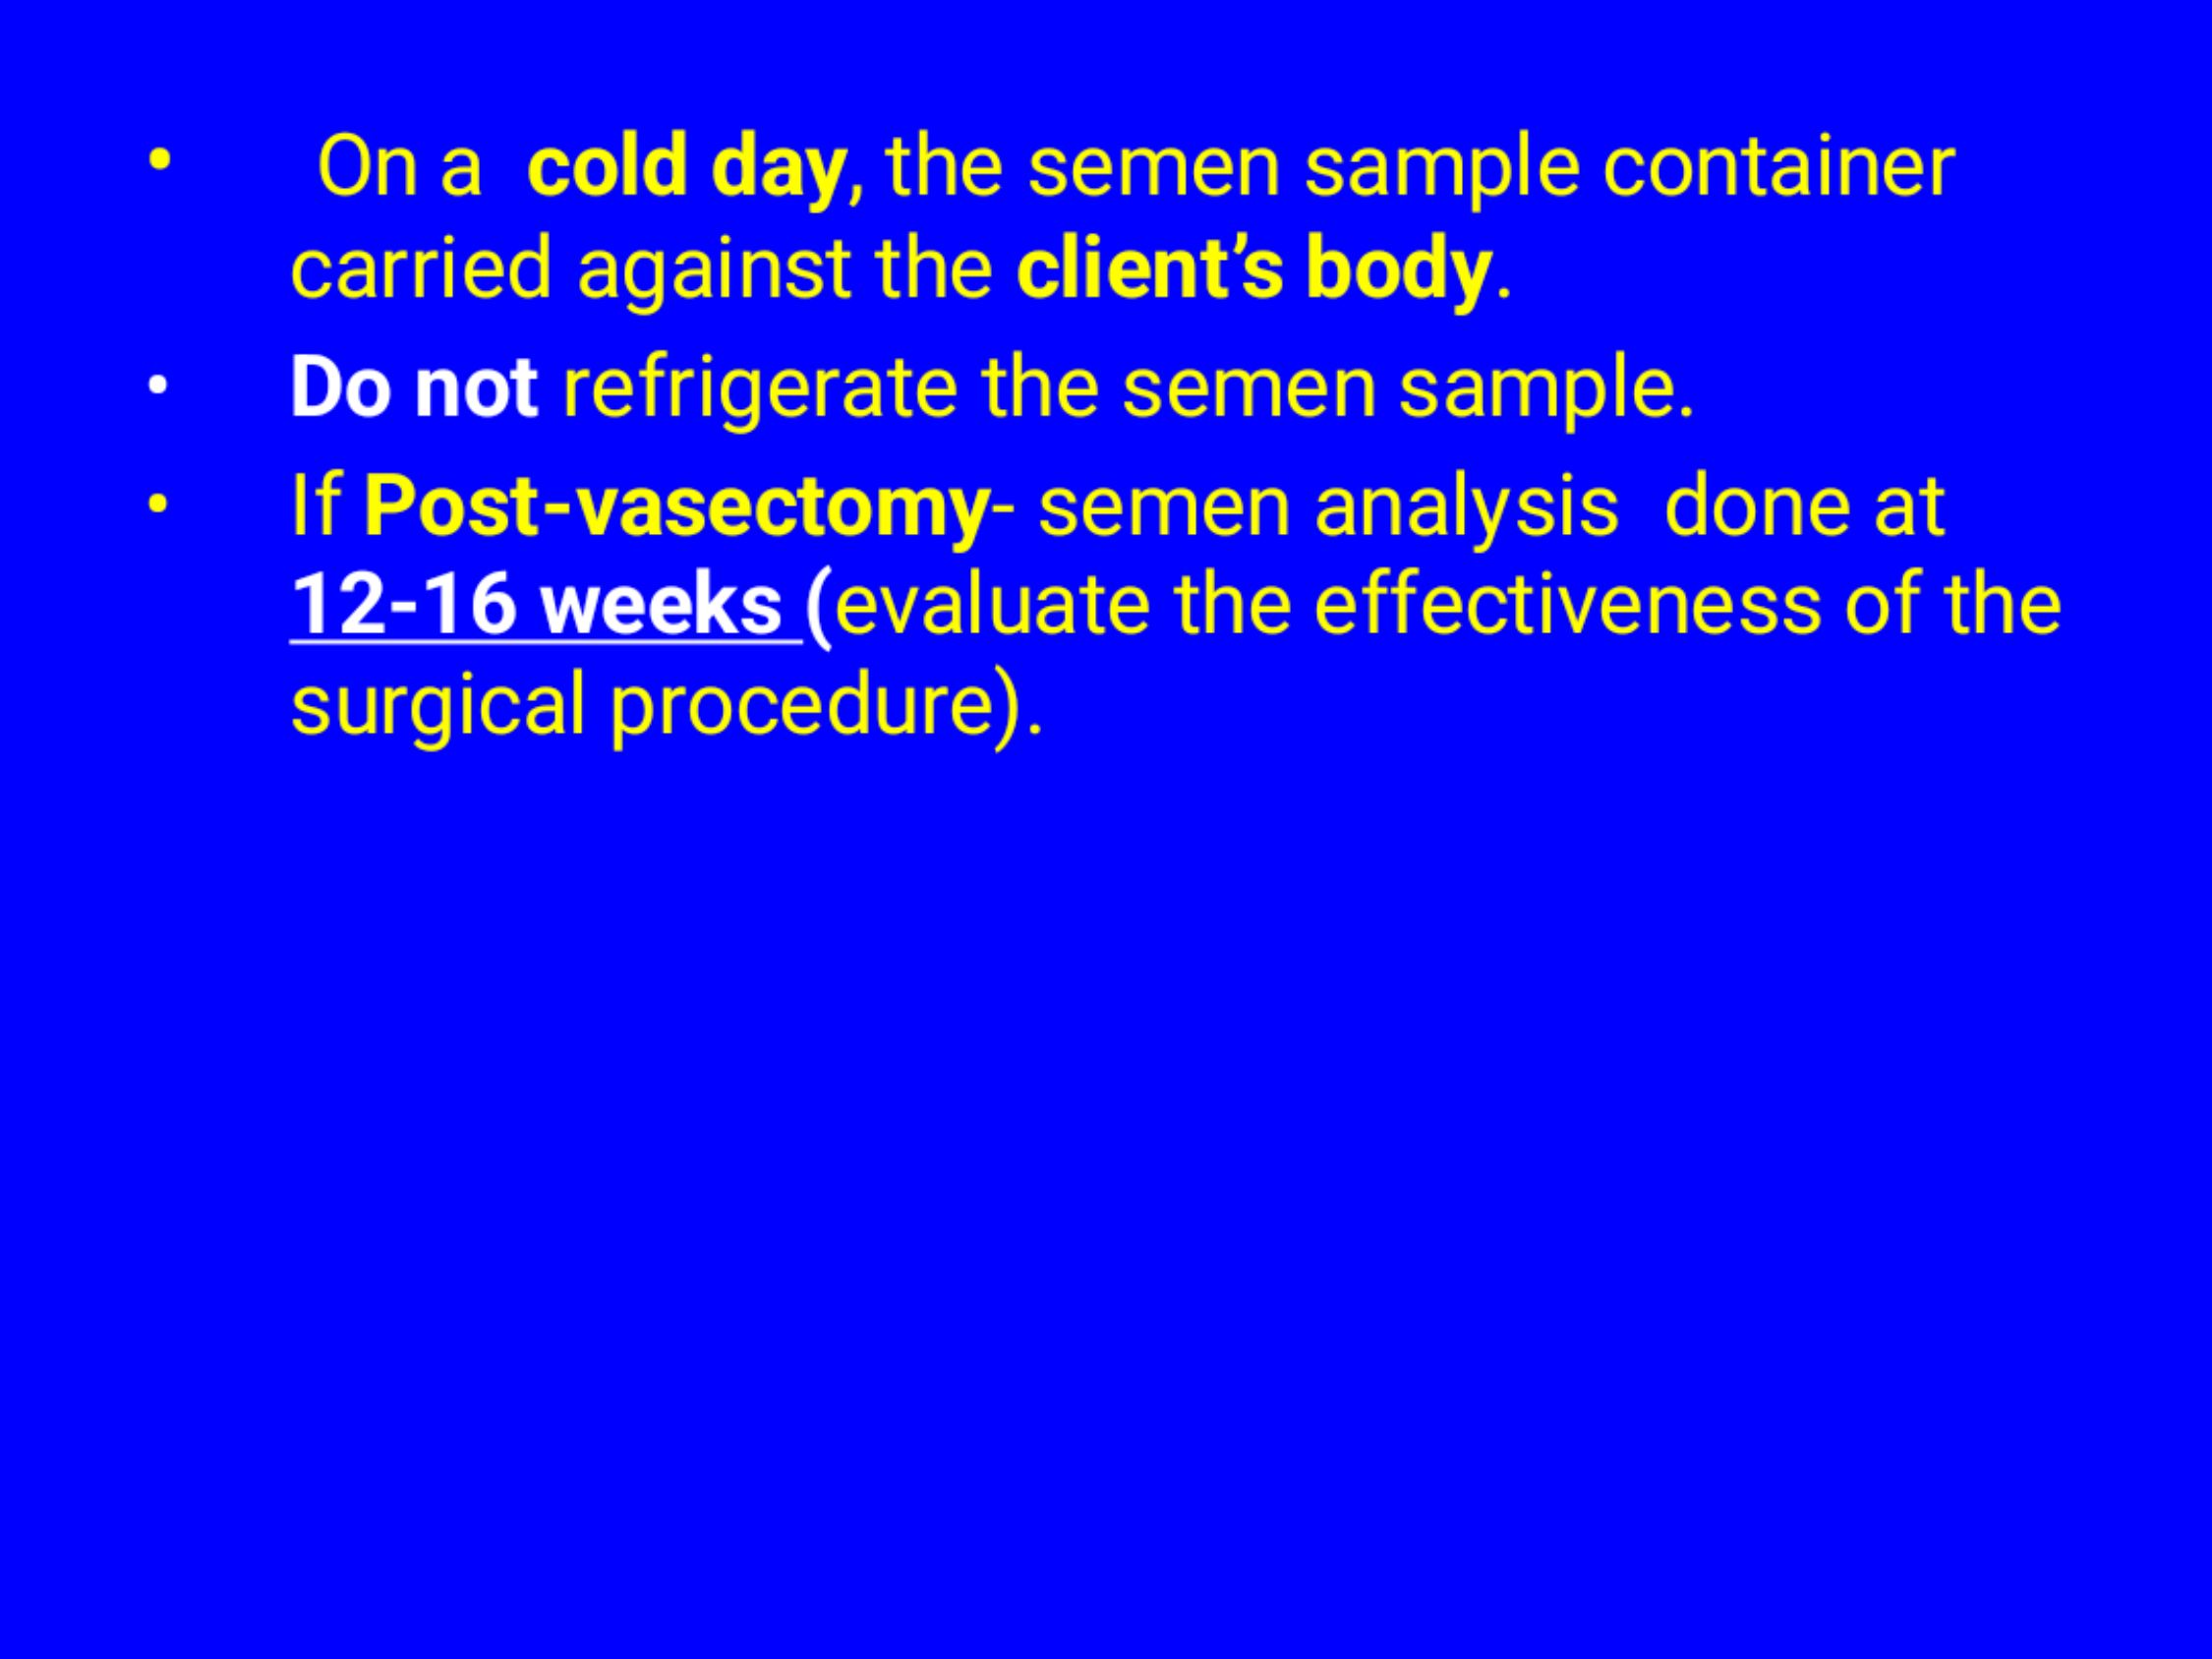 • On a cold day, the semen sample container
carried against the client’s body.
• Do not refrigerate the semen sample.
• If Post-vasectomy- semen analysis done at
12-16 weeks (evaluate the effectiveness of the
surgical procedure).